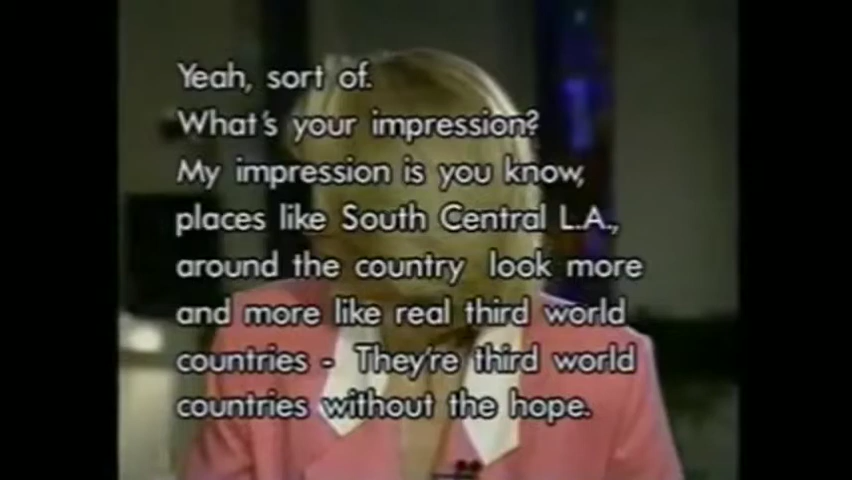 Yeah, sort of.
What's your impression?
My impression is you know,
places like South Central L.A.,
around the country look more
and more like real third world
countries - They're third world
countries without the hope.